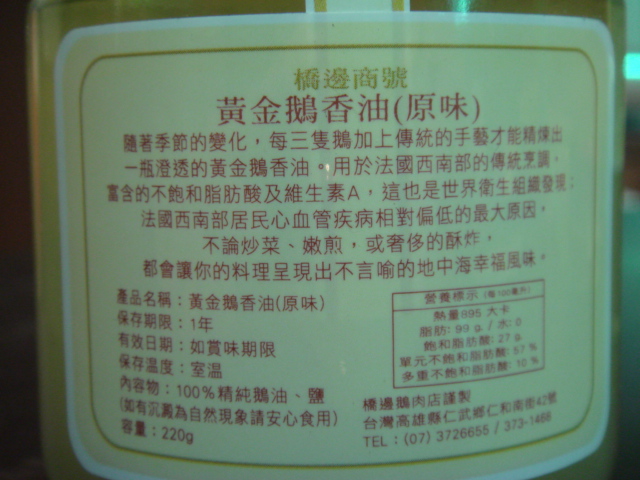 橋邊商號
黃金鵝香油(原味)
隨著季節的變化，每三隻鵝加上傳統的手藝才能精煉出
一瓶澄透的黃金鵝香油。用於法國西南部的傳統烹調，
富含的不飽和脂肪酸及維生素A，這也是世界衛生組織發現；
法國西南部居民心血管疾病相對偏低的最大原因，
不論炒菜、嫩煎，或奢侈的酥炸，
都會讓你的料理呈現出不言喻的地中海幸福風味。
產品名稱：黃金鵝香油(原味)
保存期限：1年
有效日期：如賞味期限
保存溫度：室溫
內容物：100%精純鵝油、鹽
(如有沉澱為自然現象請安心食用)
容量：220g
營養標示 (每100毫升)
熱量895 大卡
脂肪: 99 g. / 水: 0
飽和脂肪酸: 27 g.
單元不飽和脂肪酸: 57 %
多重不飽和脂肪酸: 10 %
橋邊鵝肉店謹製
台灣高雄縣仁武鄉仁和南街42號
TEL：(07) 3726655 / 373-1468